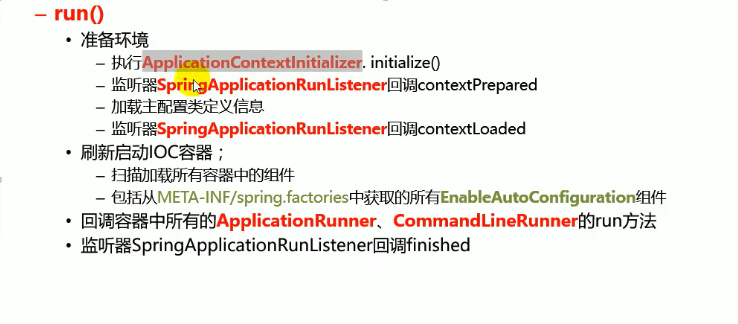 – run()
• 准备环境
– 执行ApplicationContextInitializer. initialize()
– 监听器SpringApplicationRunListener回调contextPrepared
– 加载主配置类定义信息
– 监听器SpringApplicationRunListener回调contextLoaded
• 刷新启动IOC容器；
– 扫描加载所有容器中的组件
– 包括从META-INF/spring.factories中获取的所有EnableAutoConfiguration组件
• 回调容器中所有的ApplicationRunner、CommandLineRunner的run方法
• 监听器SpringApplicationRunListener回调finished